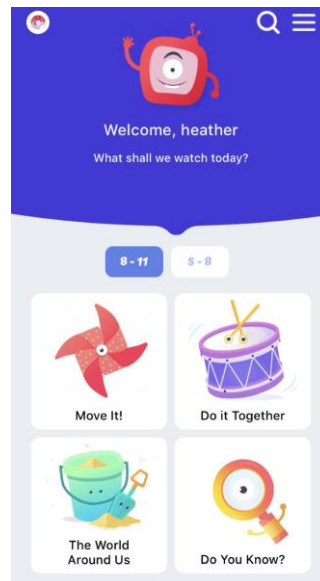 Welcome, heather
What shall we watch today?
8 - 11
5 - 8
Move It!
Do it Together
The World
Around Us
Do You Know?